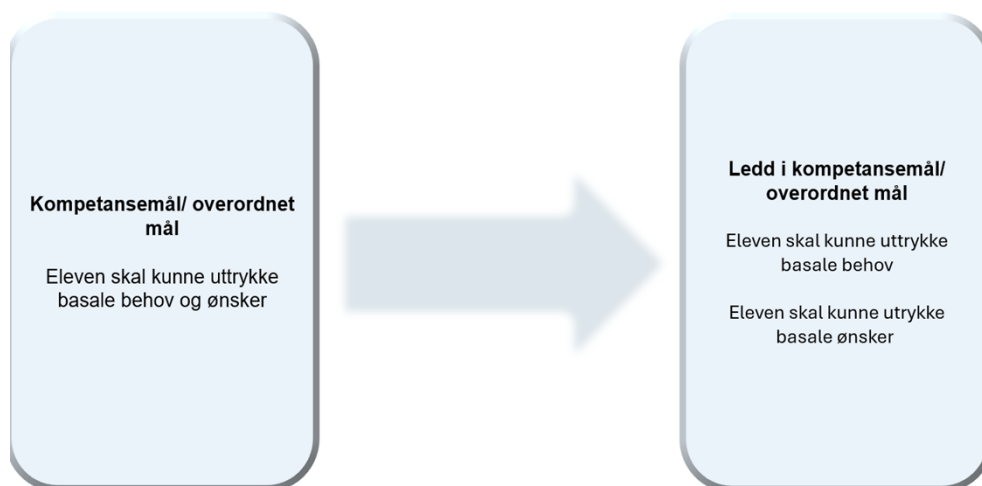 Kompetansemål/ overordnet
mål
Eleven skal kunne uttrykke
basale behov og ønsker
Ledd i kompetansemål/
overordnet mål
Eleven skal kunne uttrykke
basale behov
Eleven skal kunne utrykke
basale ønsker